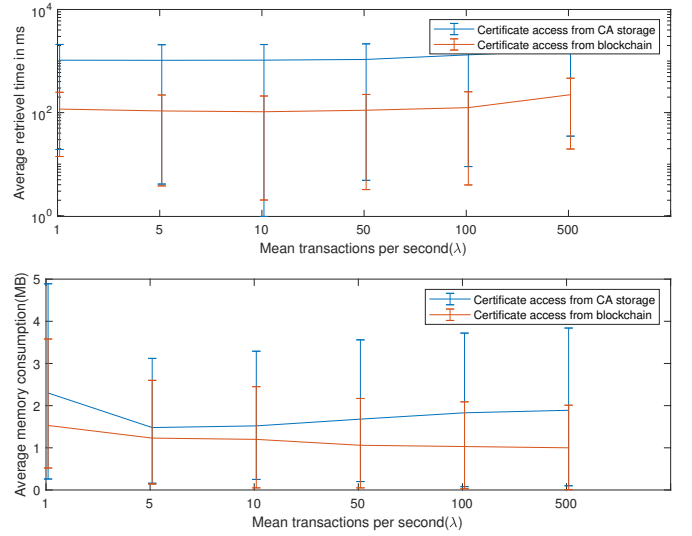 10^4
Certificate access from CA storage
Certificate access from blockchain
10^2
10^0
Average retrievel time in ms
1 5 10 50 100 500
Mean transactions per second(λ)
5
Certificate access from CA storage
Certificate access from blockchain
4
3
2
1
0
Average memory consumption(MB)
1 5 10 50 100 500
Mean transactions per second(λ)